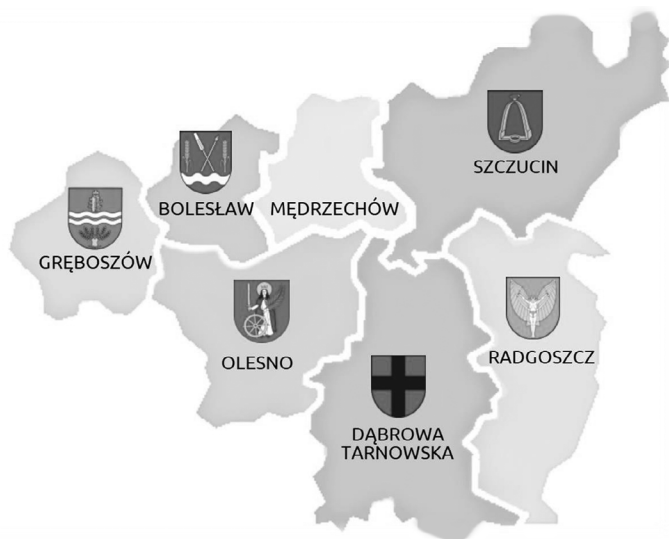 SZCZUCIN
BOLESŁAW
MĘDRZECHÓW
GRĘBOSZÓW
OLESNO
RADGOSZCZ
DĄBROWA
TARNOWSKA